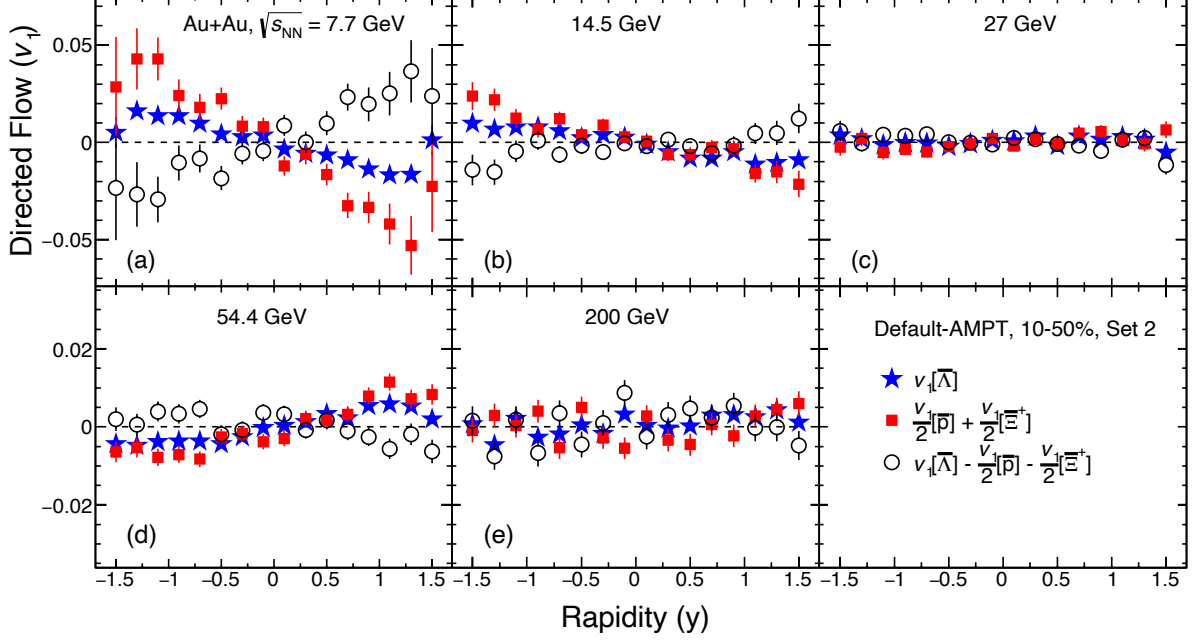 Directed Flow (v₁)
Au+Au, √s_NN = 7.7 GeV
14.5 GeV
27 GeV
0.05
0
−0.05
(a)
(b)
(c)
54.4 GeV
200 GeV
Default-AMPT, 10-50%, Set 2
v₁[Λ̅]
v₁/2[p̅] + v₁/2[Ξ̅⁺]
v₁[Λ̅] - v₁/2[p̅] - v₁/2[Ξ̅⁺]
0.02
0
−0.02
(d)
(e)
−1.5 −1 −0.5 0 0.5 1 1.5
−1.5 −1 −0.5 0 0.5 1 1.5
−1.5 −1 −0.5 0 0.5 1 1.5
Rapidity (y)